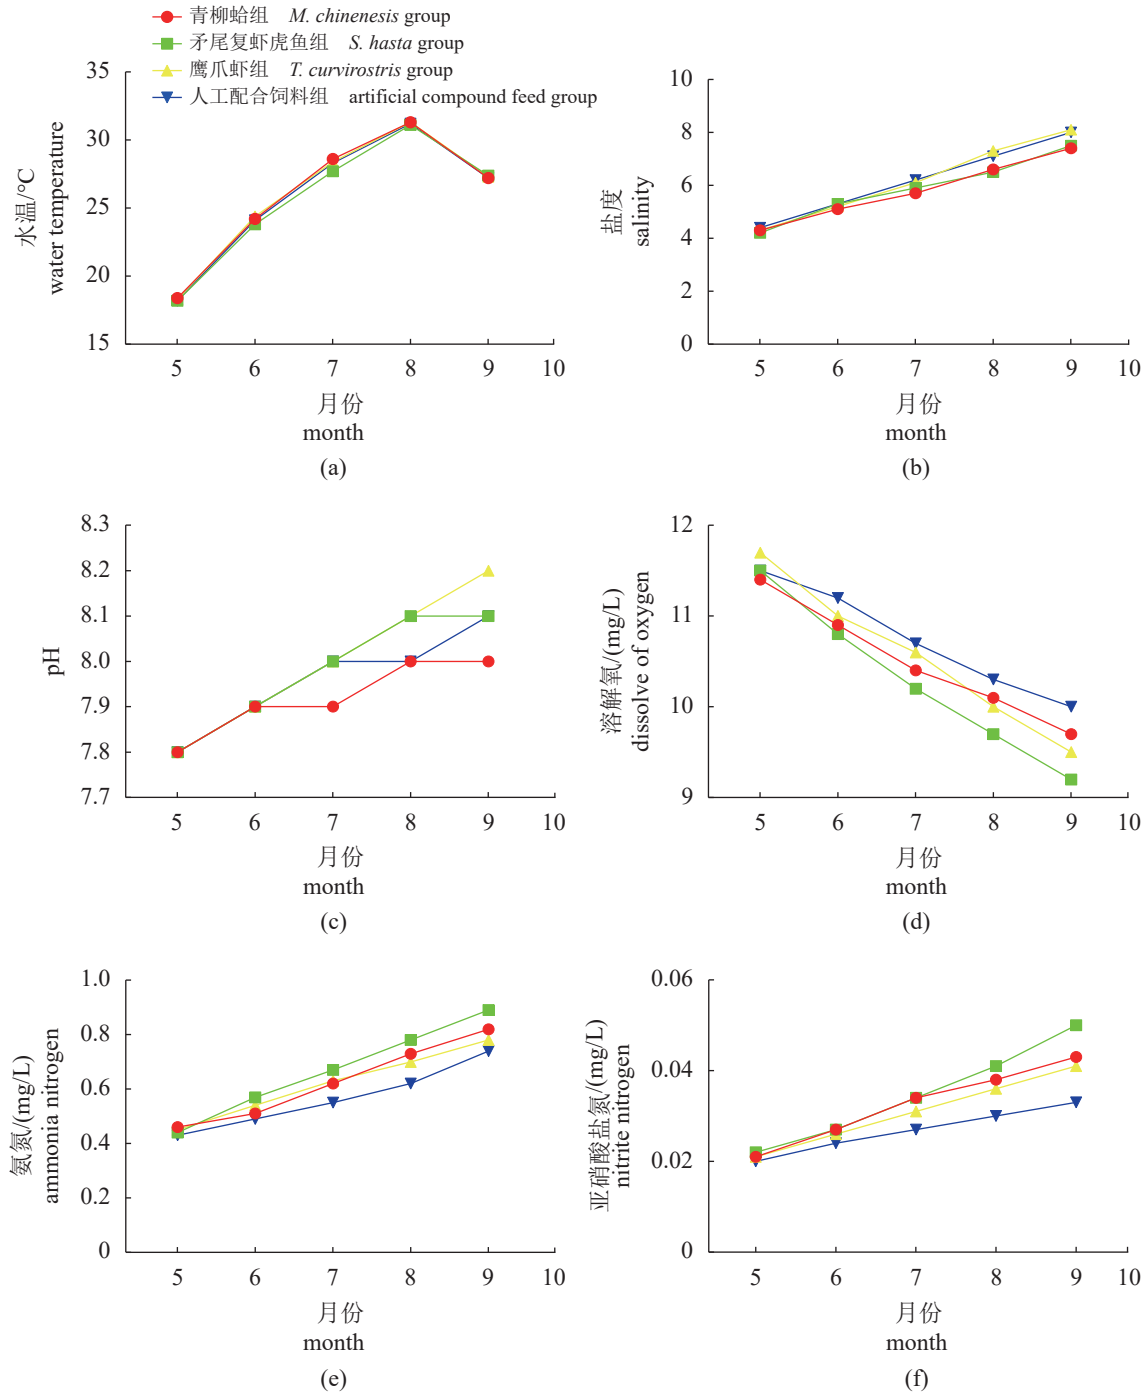 青柳蛤组 M. chinenesis group
矛尾复虾虎鱼组 S. hasta group
鹰爪虾组 T. curvirostris group
人工配合饲料组 artificial compound feed group
水温/°C
water temperature
35
30
25
20
15
5 6 7 8 9 10
月份
month
(a)
盐度
salinity
10
8
6
4
2
0
5 6 7 8 9 10
月份
month
(b)
pH
8.3
8.2
8.1
8.0
7.9
7.8
7.7
5 6 7 8 9 10
月份
month
(c)
溶解氧/(mg/L)
dissolve of oxygen
12
11
10
9
5 6 7 8 9 10
月份
month
(d)
氨氮/(mg/L)
ammonia nitrogen
1.0
0.8
0.6
0.4
0.2
0
5 6 7 8 9 10
月份
month
(e)
亚硝酸盐氮/(mg/L)
nitrite nitrogen
0.06
0.04
0.02
0
5 6 7 8 9 10
月份
month
(f)